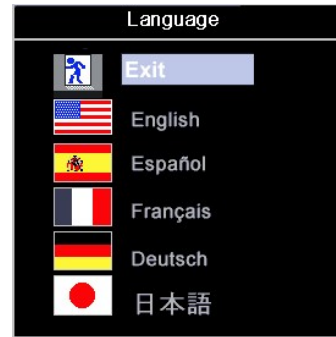 Language
Exit
English
Español
Français
Deutsch
日本語